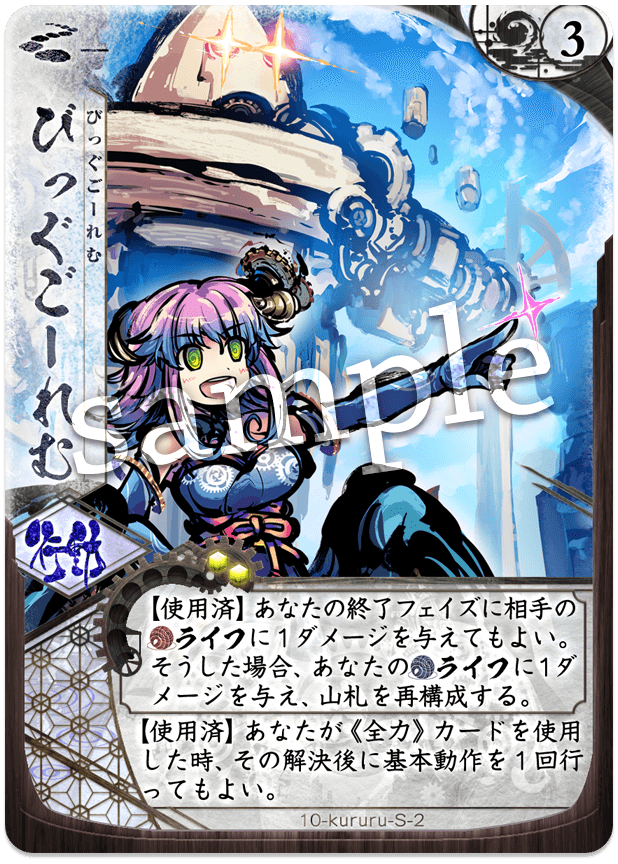 3
びっぐごーれむ
びっぐごーれむ
sample
行動
【使用済】あなたの終了フェイズに相手の
ライフに1ダメージを与えてもよい。
そうした場合、あなたのライフに1ダ
メージを与え、山札を再構成する。
【使用済】あなたが《全力》カードを使用
した時、その解決後に基本動作を1回行
ってもよい。
10-kururu-S-2